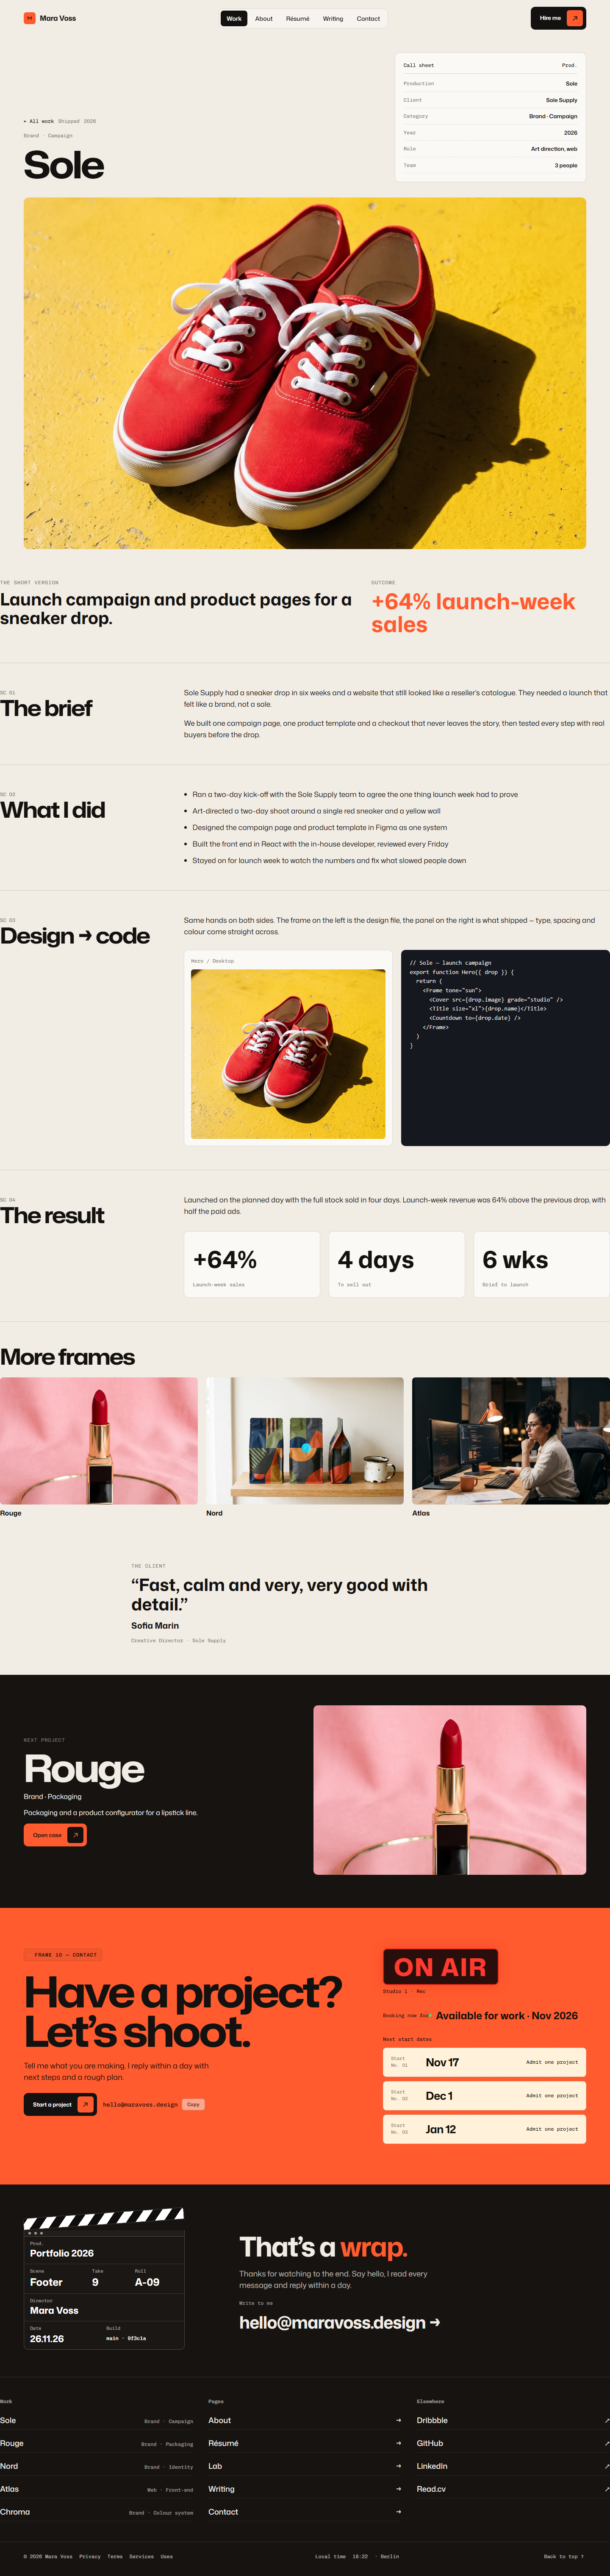 M Mara Voss
Work About Résumé Writing Contact
Hire me ↗
Call sheet Prod.
Production Sole
Client Sole Supply
Category Brand · Campaign
Year 2026
Role Art direction, web
Team 3 people
← All work Shipped 2026
Brand · Campaign
Sole
THE SHORT VERSION
Launch campaign and product pages for a
sneaker drop.
OUTCOME
+64% launch-week
sales
SC 01
The brief
Sole Supply had a sneaker drop in six weeks and a website that still looked like a reseller's catalogue. They needed a launch that
felt like a brand, not a sale.
We built one campaign page, one product template and a checkout that never leaves the story, then tested every step with real
buyers before the drop.
SC 02
What I did
• Ran a two-day kick-off with the Sole Supply team to agree the one thing launch week had to prove
• Art-directed a two-day shoot around a single red sneaker and a yellow wall
• Designed the campaign page and product template in Figma as one system
• Built the front end in React with the in-house developer, reviewed every Friday
• Stayed on for launch week to watch the numbers and fix what slowed people down
SC 03
Design → code
Same hands on both sides. The frame on the left is the design file, the panel on the right is what shipped — type, spacing and
colour come straight across.
Hero / Desktop
// Sole — launch campaign
export function Hero({ drop }) {
return (
<Frame tone="sun">
<Cover src={drop.image} grade="studio" />
<Title size="xl">{drop.name}</Title>
<Countdown to={drop.date} />
</Frame>
)
}
SC 04
The result
Launched on the planned day with the full stock sold in four days. Launch-week revenue was 64% above the previous drop, with
half the paid ads.
+64%
Launch-week sales
4 days
To sell out
6 wks
Brief to launch
More frames
Rouge
Nord
Atlas
THE CLIENT
“Fast, calm and very, very good with
detail.”
Sofia Marin
Creative Director · Sole Supply
NEXT PROJECT
Rouge
Brand · Packaging
Packaging and a product configurator for a lipstick line.
Open case ↗
FRAME 10 — CONTACT
Have a project?
Let's shoot.
Tell me what you are making. I reply within a day with
next steps and a rough plan.
Start a project ↗ hello@maravoss.design Copy
ON AIR
Studio 1 · Rec
Booking now for Available for work · Nov 2026
Next start dates
Start
No. 01
Nov 17 Admit one project
Start
No. 02
Dec 1 Admit one project
Start
No. 03
Jan 12 Admit one project
Prod.
Portfolio 2026
Scene Take Roll
Footer 9 A-09
Director
Mara Voss
Date Build
26.11.26 main · 0f3c1a
That's a wrap.
Thanks for watching to the end. Say hello, I read every
message and reply within a day.
Write to me
hello@maravoss.design →
Work
Sole Brand · Campaign
Rouge Brand · Packaging
Nord Brand · Identity
Atlas Web · Front-end
Chroma Brand · Colour system
Pages
About →
Résumé →
Lab →
Writing →
Contact →
Elsewhere
Dribbble ↗
GitHub ↗
LinkedIn ↗
Read.cv ↗
© 2026 Mara Voss Privacy Terms Services Uses
Local time 18:22 · Berlin
Back to top ↑